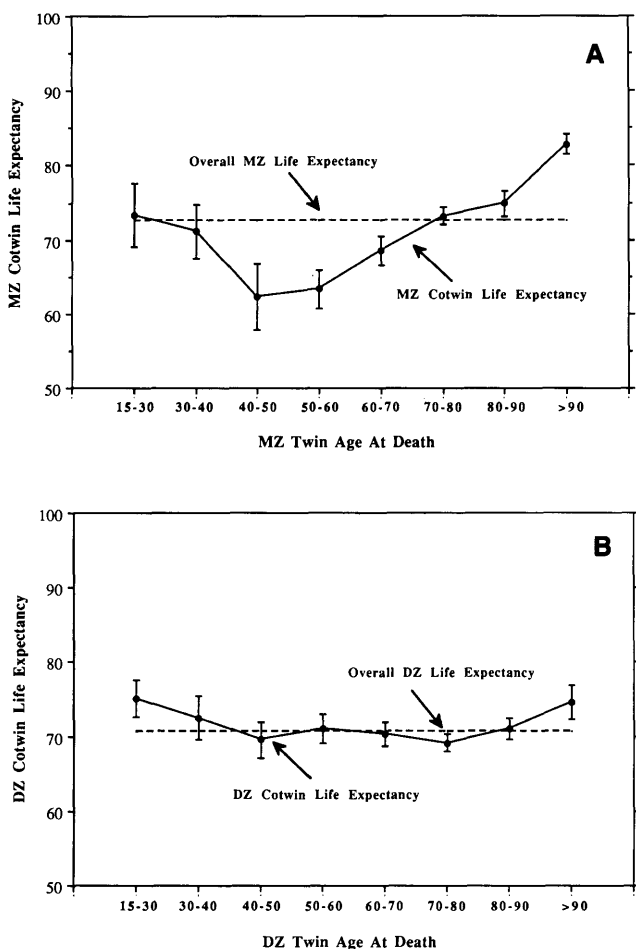 100
A
90
MZ Cotwin Life Expectancy
80
Overall MZ Life Expectancy
70
MZ Cotwin Life Expectancy
60
50
15-30 30-40 40-50 50-60 60-70 70-80 80-90 >90
MZ Twin Age At Death
100
B
90
DZ Cotwin Life Expectancy
80
Overall DZ Life Expectancy
70
DZ Cotwin Life Expectancy
60
50
15-30 30-40 40-50 50-60 60-70 70-80 80-90 >90
DZ Twin Age At Death